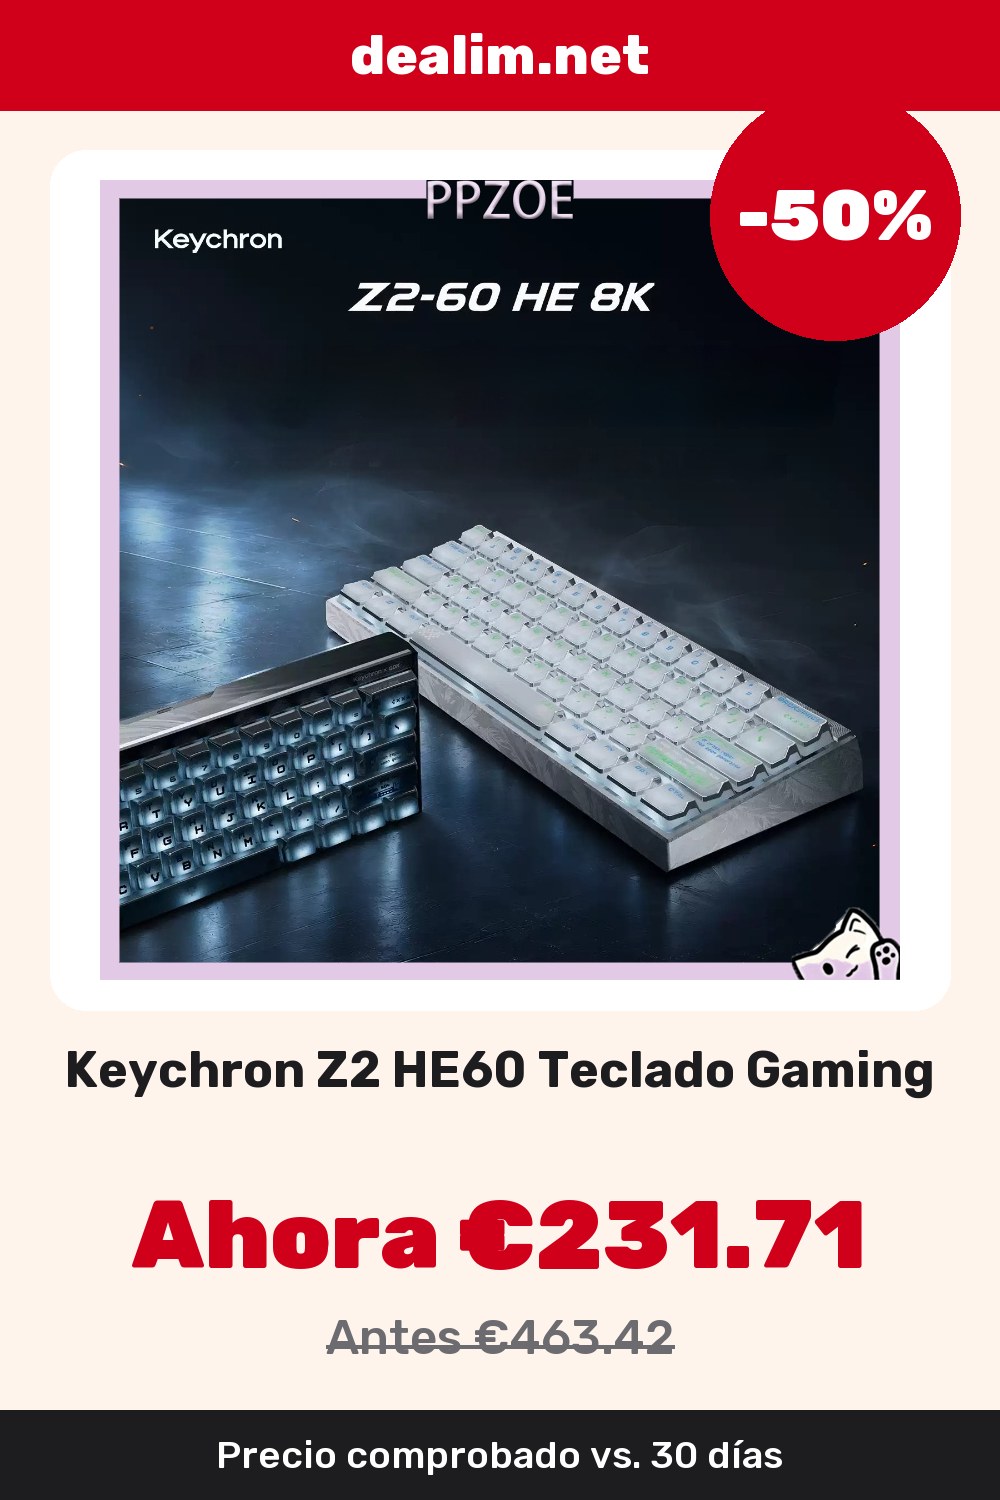 dealim.net
-50%
PPZOE
Keychron
Z2-60 HE 8K
Keychron Z2 HE60 Teclado Gaming
Ahora €231.71
Antes €463.42
Precio comprobado vs. 30 días